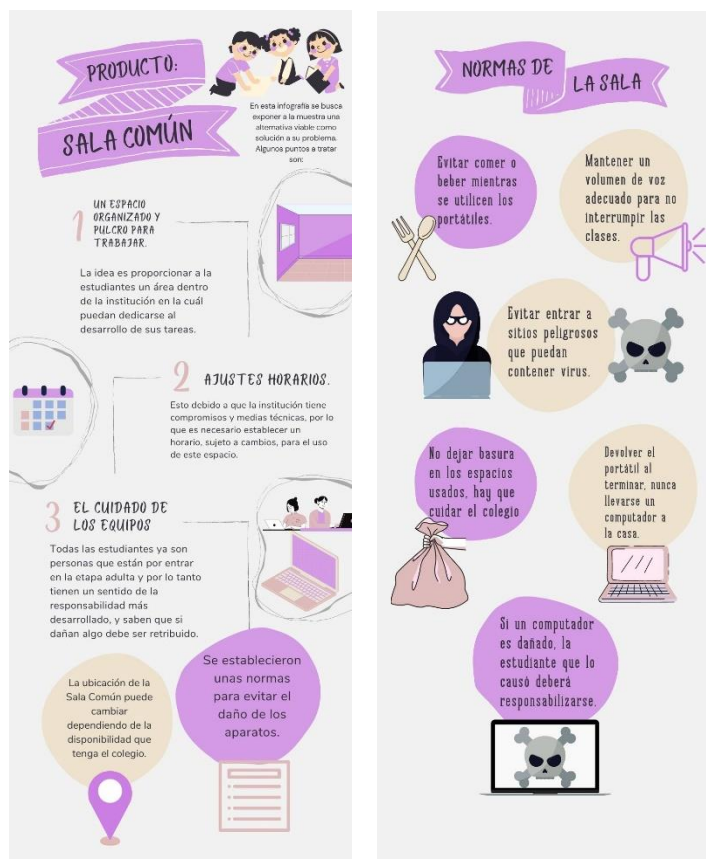 PRODUCTO:
SALA COMÚN
En esta infografía se busca
exponer a la muestra una
alternativa viable como
solución a su problema.
Algunos puntos a tratar
son:
1
UN ESPACIO
ORGANIZADO Y
PULCRO PARA
TRABAJAR.
La idea es proporcionar a la
estudiantes un área dentro
de la institución en la cuál
puedan dedicarse al
desarrollo de sus tareas.
2 AJUSTES HORARIOS.
Esto debido a que la institución tiene
compromisos y medias técnicas, por lo
que es necesario establecer un
horario, sujeto a cambios, para el uso
de este espacio.
3 EL CUIDADO DE
LOS EQUIPOS
Todas las estudiantes ya son
personas que están por entrar
en la etapa adulta y por lo tanto
tienen un sentido de la
responsabilidad más
desarrollado, y saben que si
dañan algo debe ser retribuido.
La ubicación de la
Sala Común puede
cambiar
dependiendo de la
disponibilidad que
tenga el colegio.
Se establecieron
unas normas
para evitar el
daño de los
aparatos.
NORMAS DE
LA SALA
Evitar comer o
beber mientras
se utilicen los
portátiles.
Mantener un
volumen de voz
adecuado para no
interrumpir las
clases.
Evitar entrar a
sitios peligrosos
que puedan
contener virus.
No dejar basura
en los espacios
usados, hay que
cuidar el colegio
Devolver el
portátil al
terminar, nunca
llevarse un
computador a
la casa.
Si un computador
es dañado, la
estudiante que lo
causó deberá
responsabilizarse.